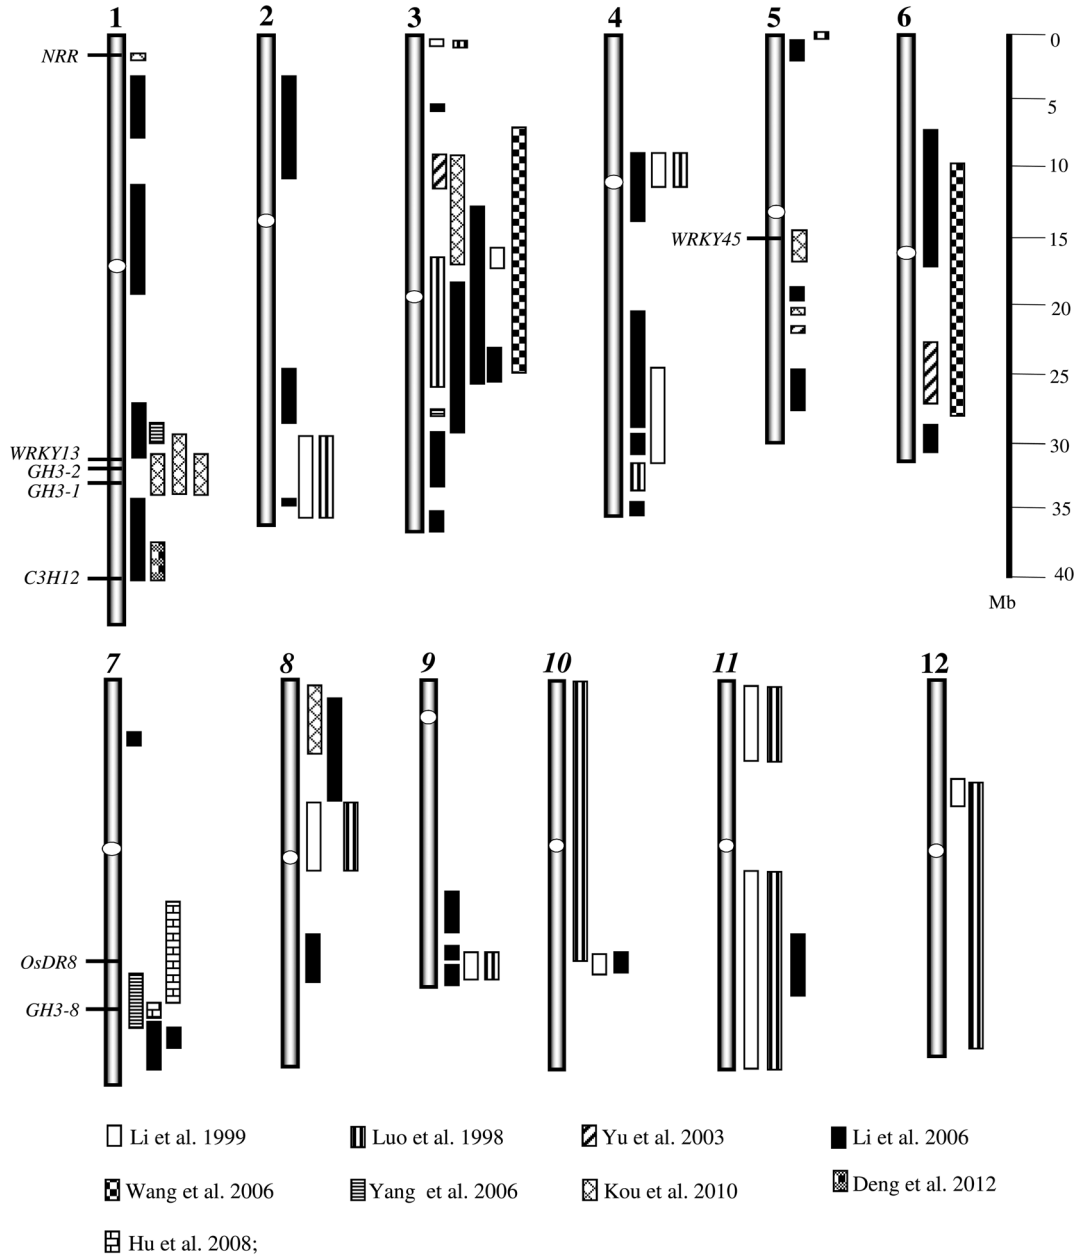 1 2 3 4 5 6
NRR
WRKY13
GH3-2
GH3-1
C3H12
WRKY45
0
5
10
15
20
25
30
35
40
Mb
7 8 9 10 11 12
OsDR8
GH3-8
Li et al. 1999 Luo et al. 1998 Yu et al. 2003 Li et al. 2006
Wang et al. 2006 Yang et al. 2006 Kou et al. 2010 Deng et al. 2012
Hu et al. 2008;